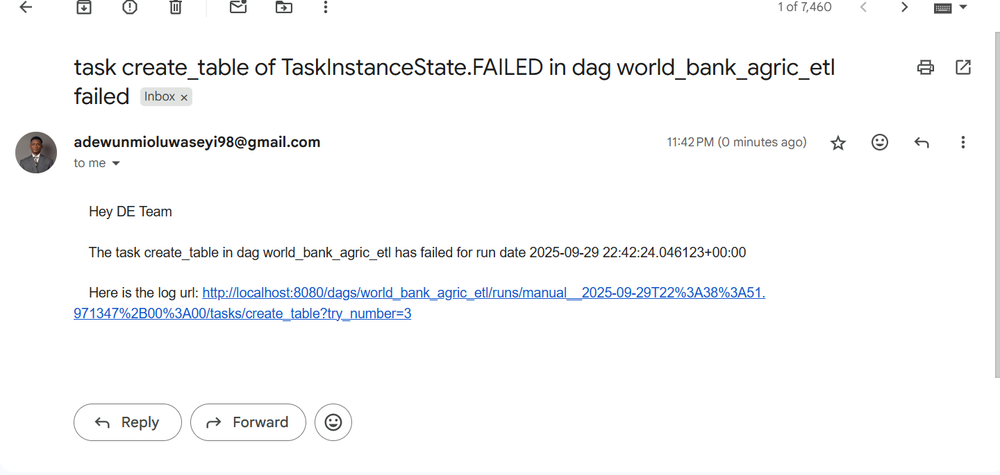 1 of 7,460
task create_table of TaskInstanceState.FAILED in dag world_bank_agric_etl
failed Inbox ×
adewunmioluwaseyi98@gmail.com 11:42 PM (0 minutes ago)
to me
Hey DE Team
The task create_table in dag world_bank_agric_etl has failed for run date 2025-09-29 22:42:24.046123+00:00
Here is the log url: http://localhost:8080/dags/world_bank_agric_etl/runs/manual__2025-09-29T22%3A38%3A51.
971347%2B00%3A00/tasks/create_table?try_number=3
Reply Forward